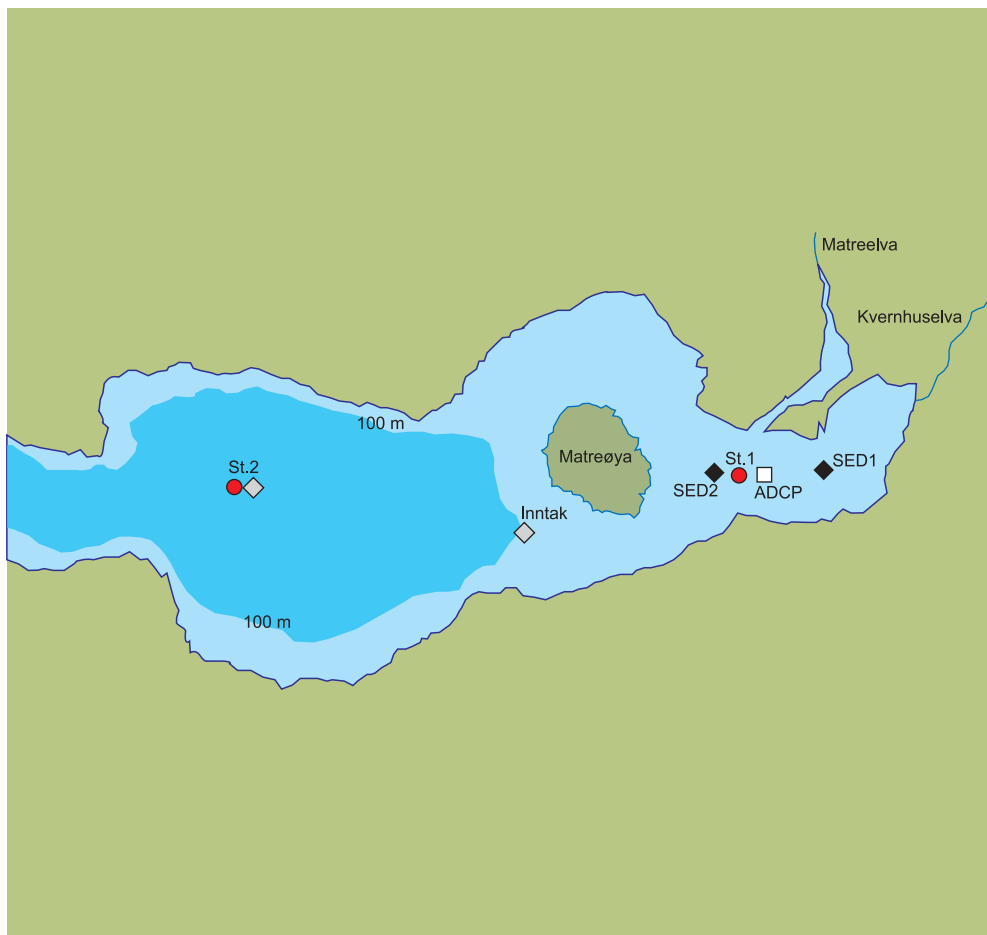 Matreelva
Kvernhuselva
100 m
Matreøya
St.1
SED1
St.2
SED2
ADCP
Inntak
100 m